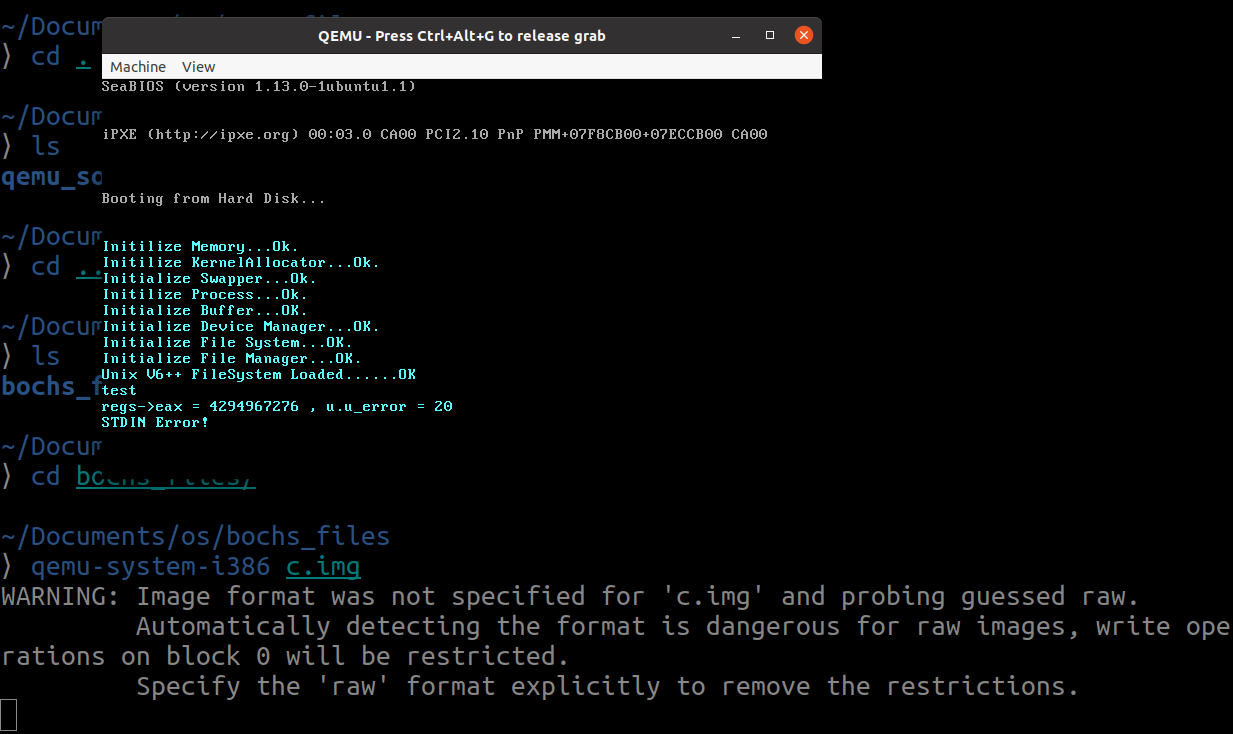 ~/Docum
⟩ cd .
~/Docum
⟩ ls
qemu_so
~/Docum
⟩ cd ..
~/Docum
⟩ ls
bochs_f
~/Docum
⟩ cd bochs_files/
QEMU - Press Ctrl+Alt+G to release grab
Machine View
SeaBIOS (version 1.13.0-1ubuntu1.1)
iPXE (http://ipxe.org) 00:03.0 CA00 PCI2.10 PnP PMM+07F8CB00+07ECCB00 CA00
Booting from Hard Disk...
Initilize Memory...Ok.
Initilize KernelAllocator...Ok.
Initialize Swapper...Ok.
Initilize Process...Ok.
Initialize Buffer...OK.
Initialize Device Manager...OK.
Initialize File System...OK.
Initialize File Manager...OK.
Unix V6++ FileSystem Loaded......OK
test
regs->eax = 4294967276 , u.u_error = 20
STDIN Error!
~/Documents/os/bochs_files
⟩ qemu-system-i386 c.img
WARNING: Image format was not specified for 'c.img' and probing guessed raw.
Automatically detecting the format is dangerous for raw images, write ope
rations on block 0 will be restricted.
Specify the 'raw' format explicitly to remove the restrictions.